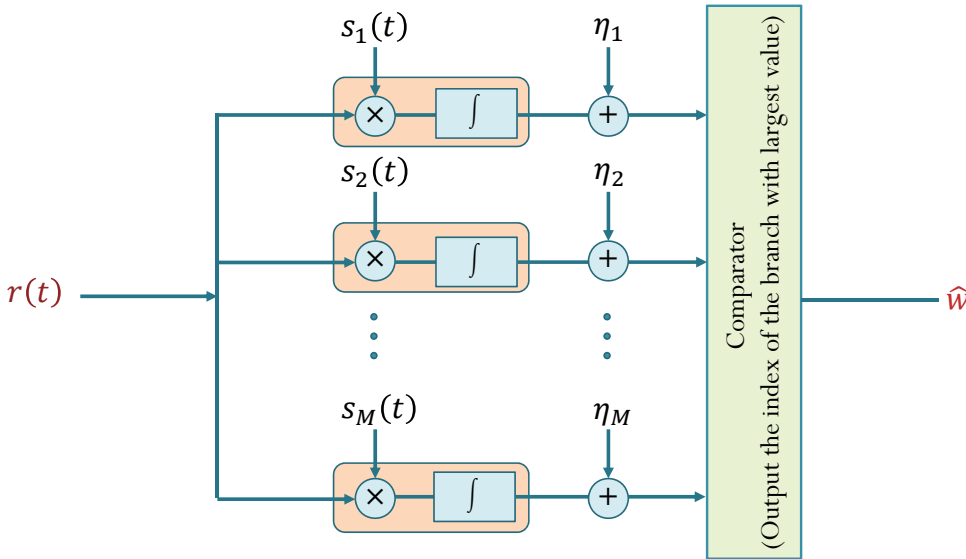 s₁(t)
η₁
×
∫
+
s₂(t)
η₂
×
∫
+
r(t)
s_M(t)
η_M
×
∫
+
Comparator
(Output the index of the branch with largest value)
ŵ